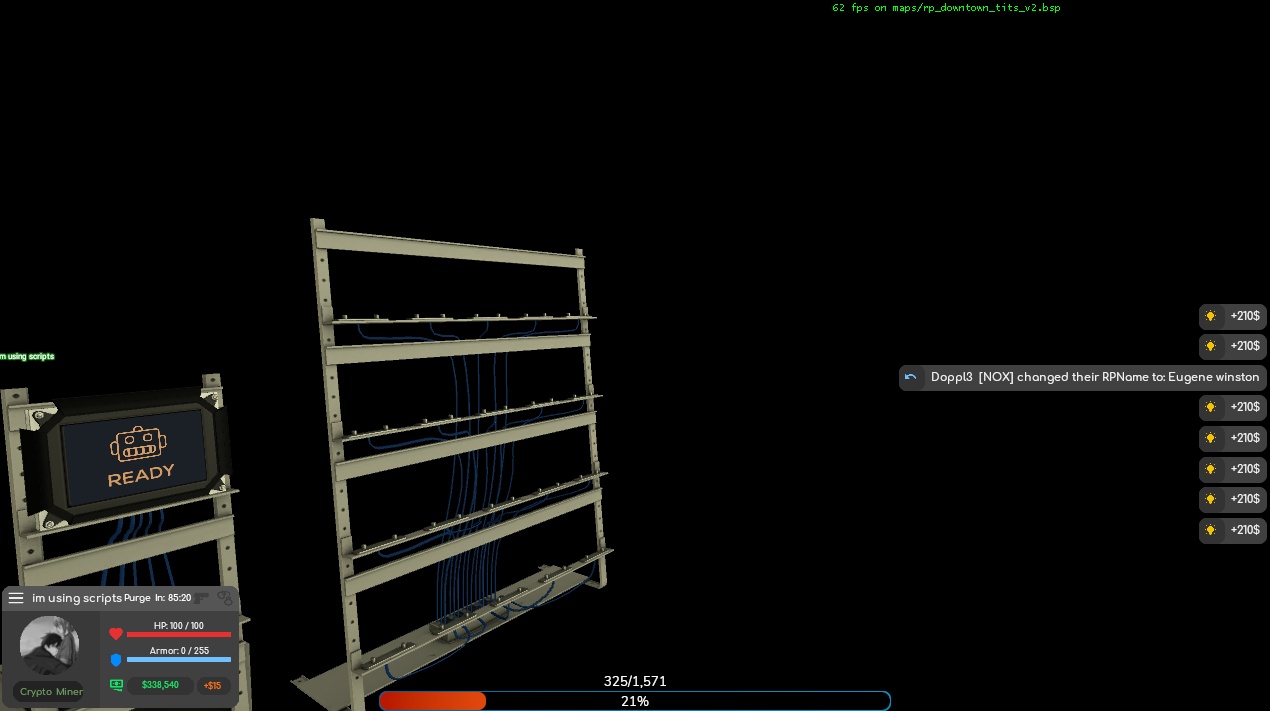 62 fps on maps/rp_downtown_tits_v2.bsp
+210$
+210$
Doppl3 [NOX] changed their RPName to: Eugene winston
+210$
+210$
+210$
+210$
+210$
m using scripts
READY
im using scripts Purge In: 85:20
HP: 100 / 100
Armor: 0 / 255
$338,540 +$15
Crypto Miner
325/1,571
21%